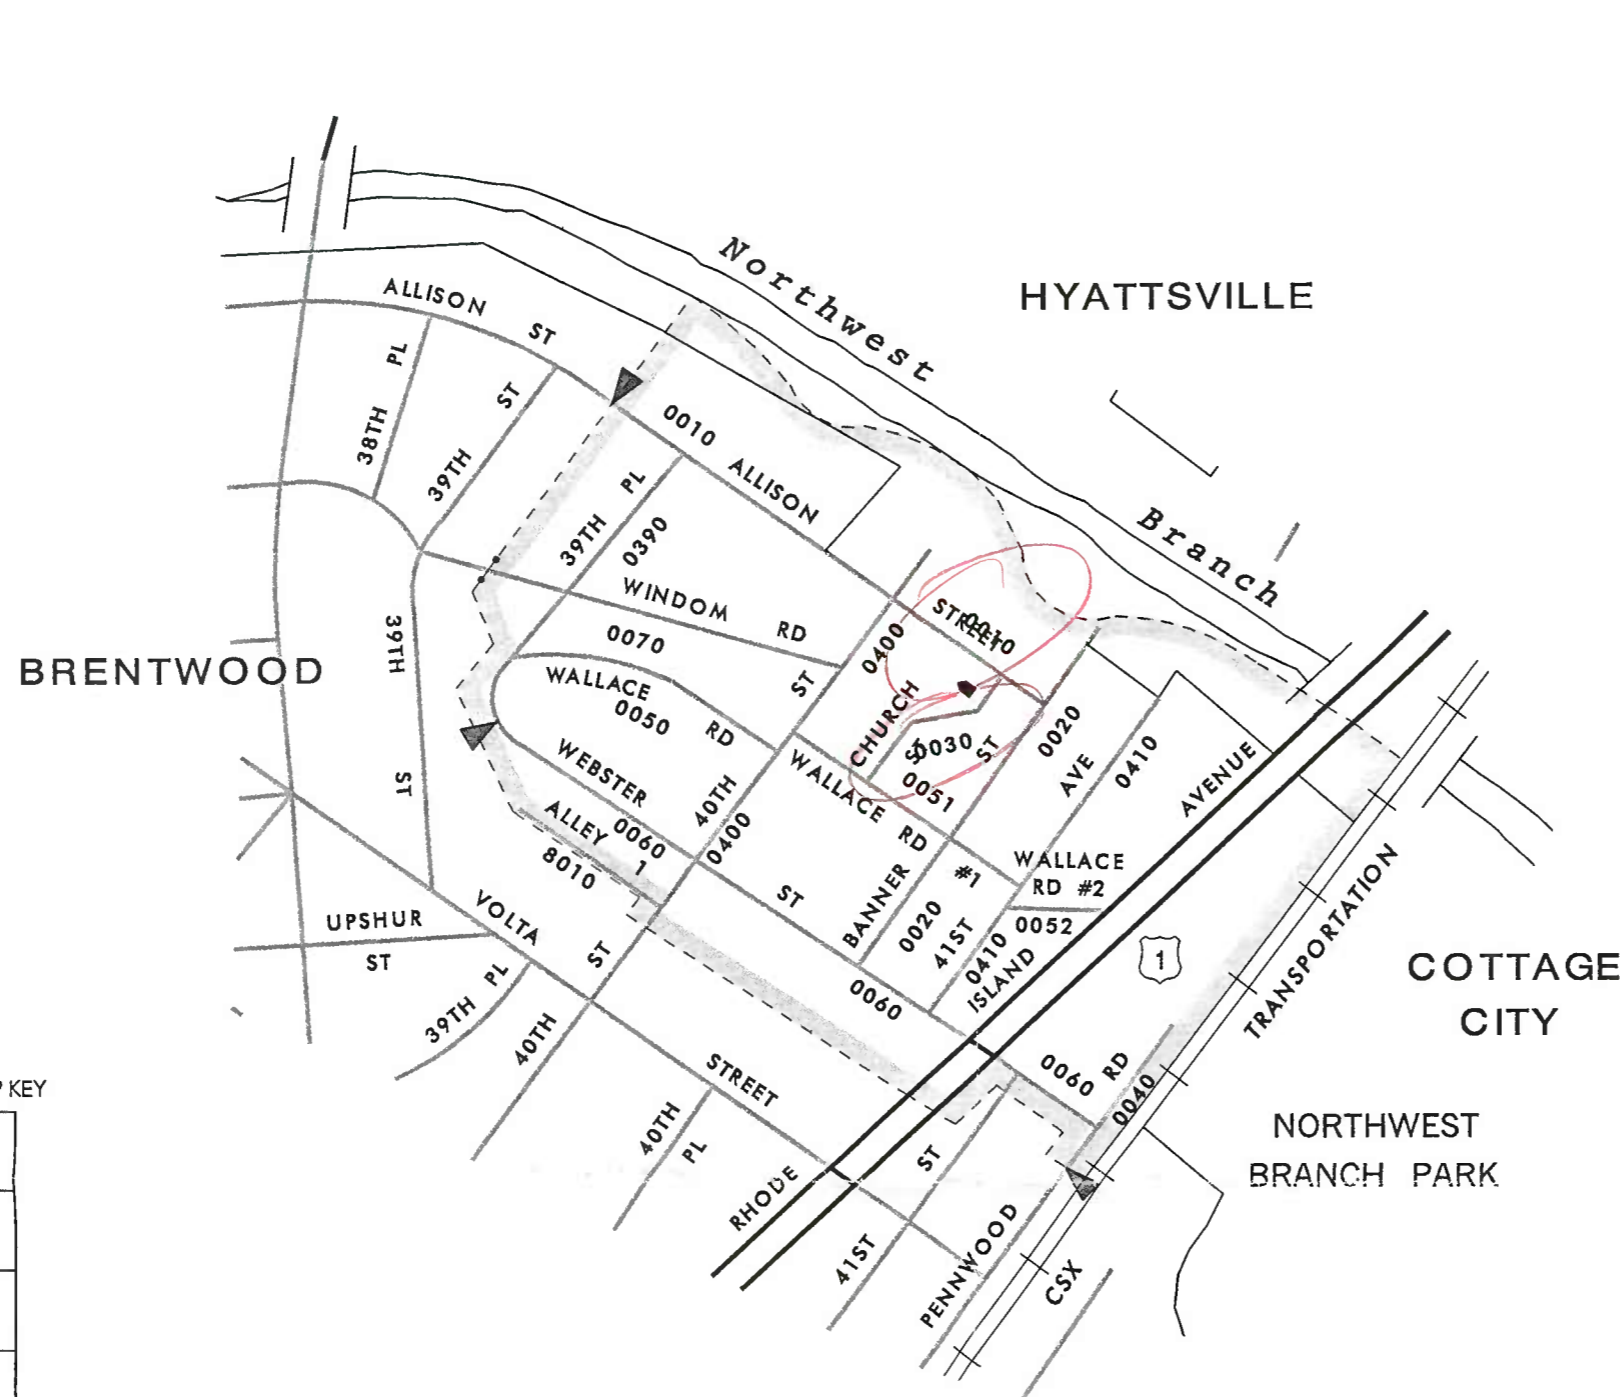 Northwest
Branch
HYATTSVILLE
BRENTWOOD
COTTAGE
CITY
NORTHWEST
BRANCH PARK
KEY
ALLISON
ST
38TH
PL
39TH
ST
0010
ALLISON
STREET
0010
39TH
PL
0390
WINDOM
RD
0070
WALLACE
RD
0050
WEBSTER
0060
ST
0060
0060
ALLEY
1
8010
39TH
ST
40TH
ST
0400
0400
CHURCH
ST
0030
ST
0051
WALLACE
RD
#1
BANNER
0020
0020
AVE
41ST
0410
0410
WALLACE
RD #2
0052
RHODE
ISLAND
AVENUE
1
TRANSPORTATION
CSX
RD
0040
PENNWOOD
UPSHUR
ST
VOLTA
STREET
39TH
PL
40TH
ST
40TH
PL
41ST
ST